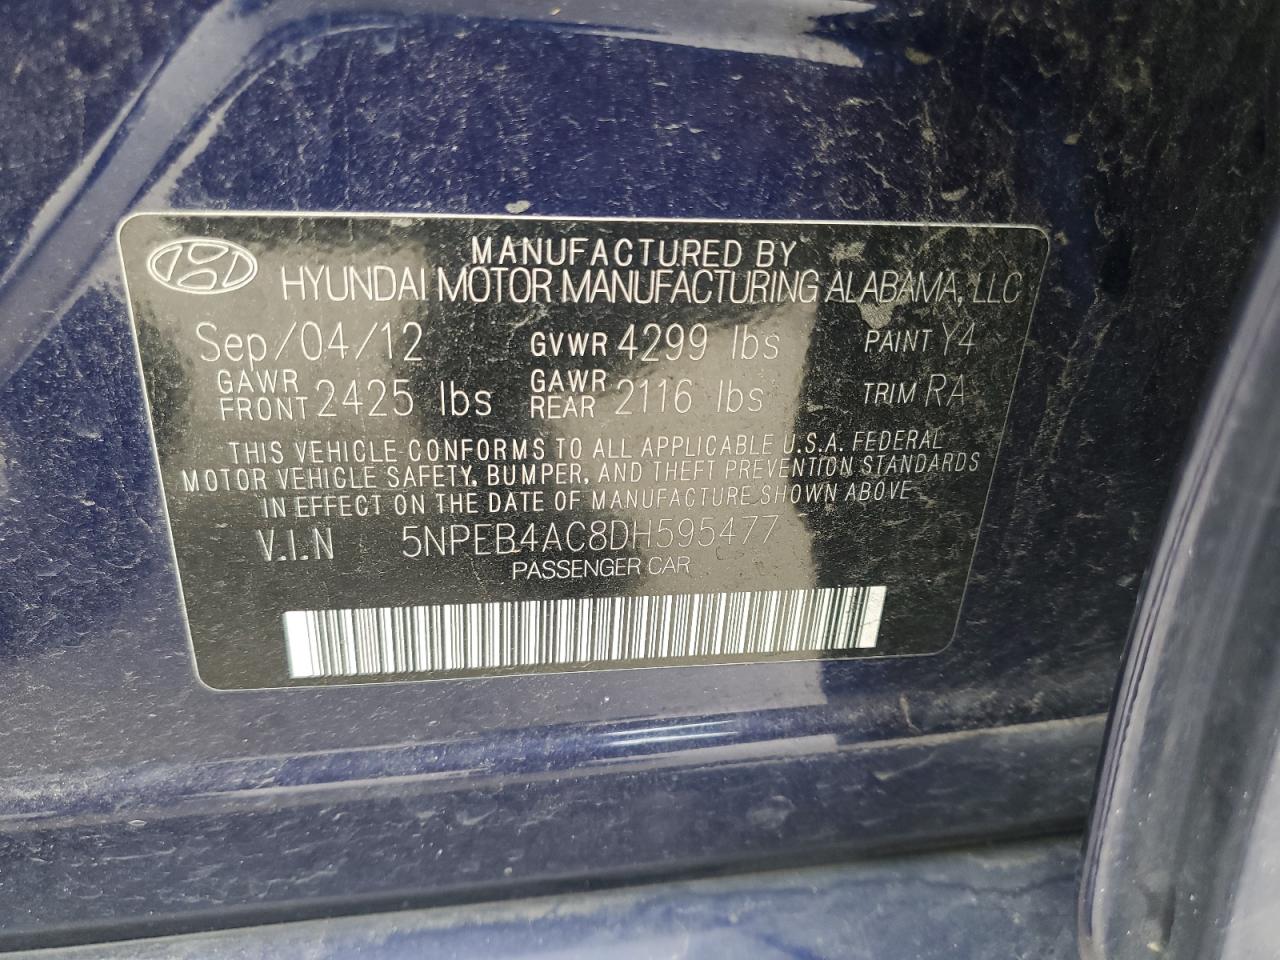 MANUFACTURED BY
HYUNDAI MOTOR MANUFACTURING ALABAMA, LLC
Sep/04/12 GVWR 4299 lbs PAINT Y4
GAWR FRONT 2425 lbs GAWR REAR 2116 lbs TRIM RA
THIS VEHICLE CONFORMS TO ALL APPLICABLE U.S.A. FEDERAL
MOTOR VEHICLE SAFETY, BUMPER, AND THEFT PREVENTION STANDARDS
IN EFFECT ON THE DATE OF MANUFACTURE SHOWN ABOVE
V.I.N 5NPEB4AC8DH595477
PASSENGER CAR